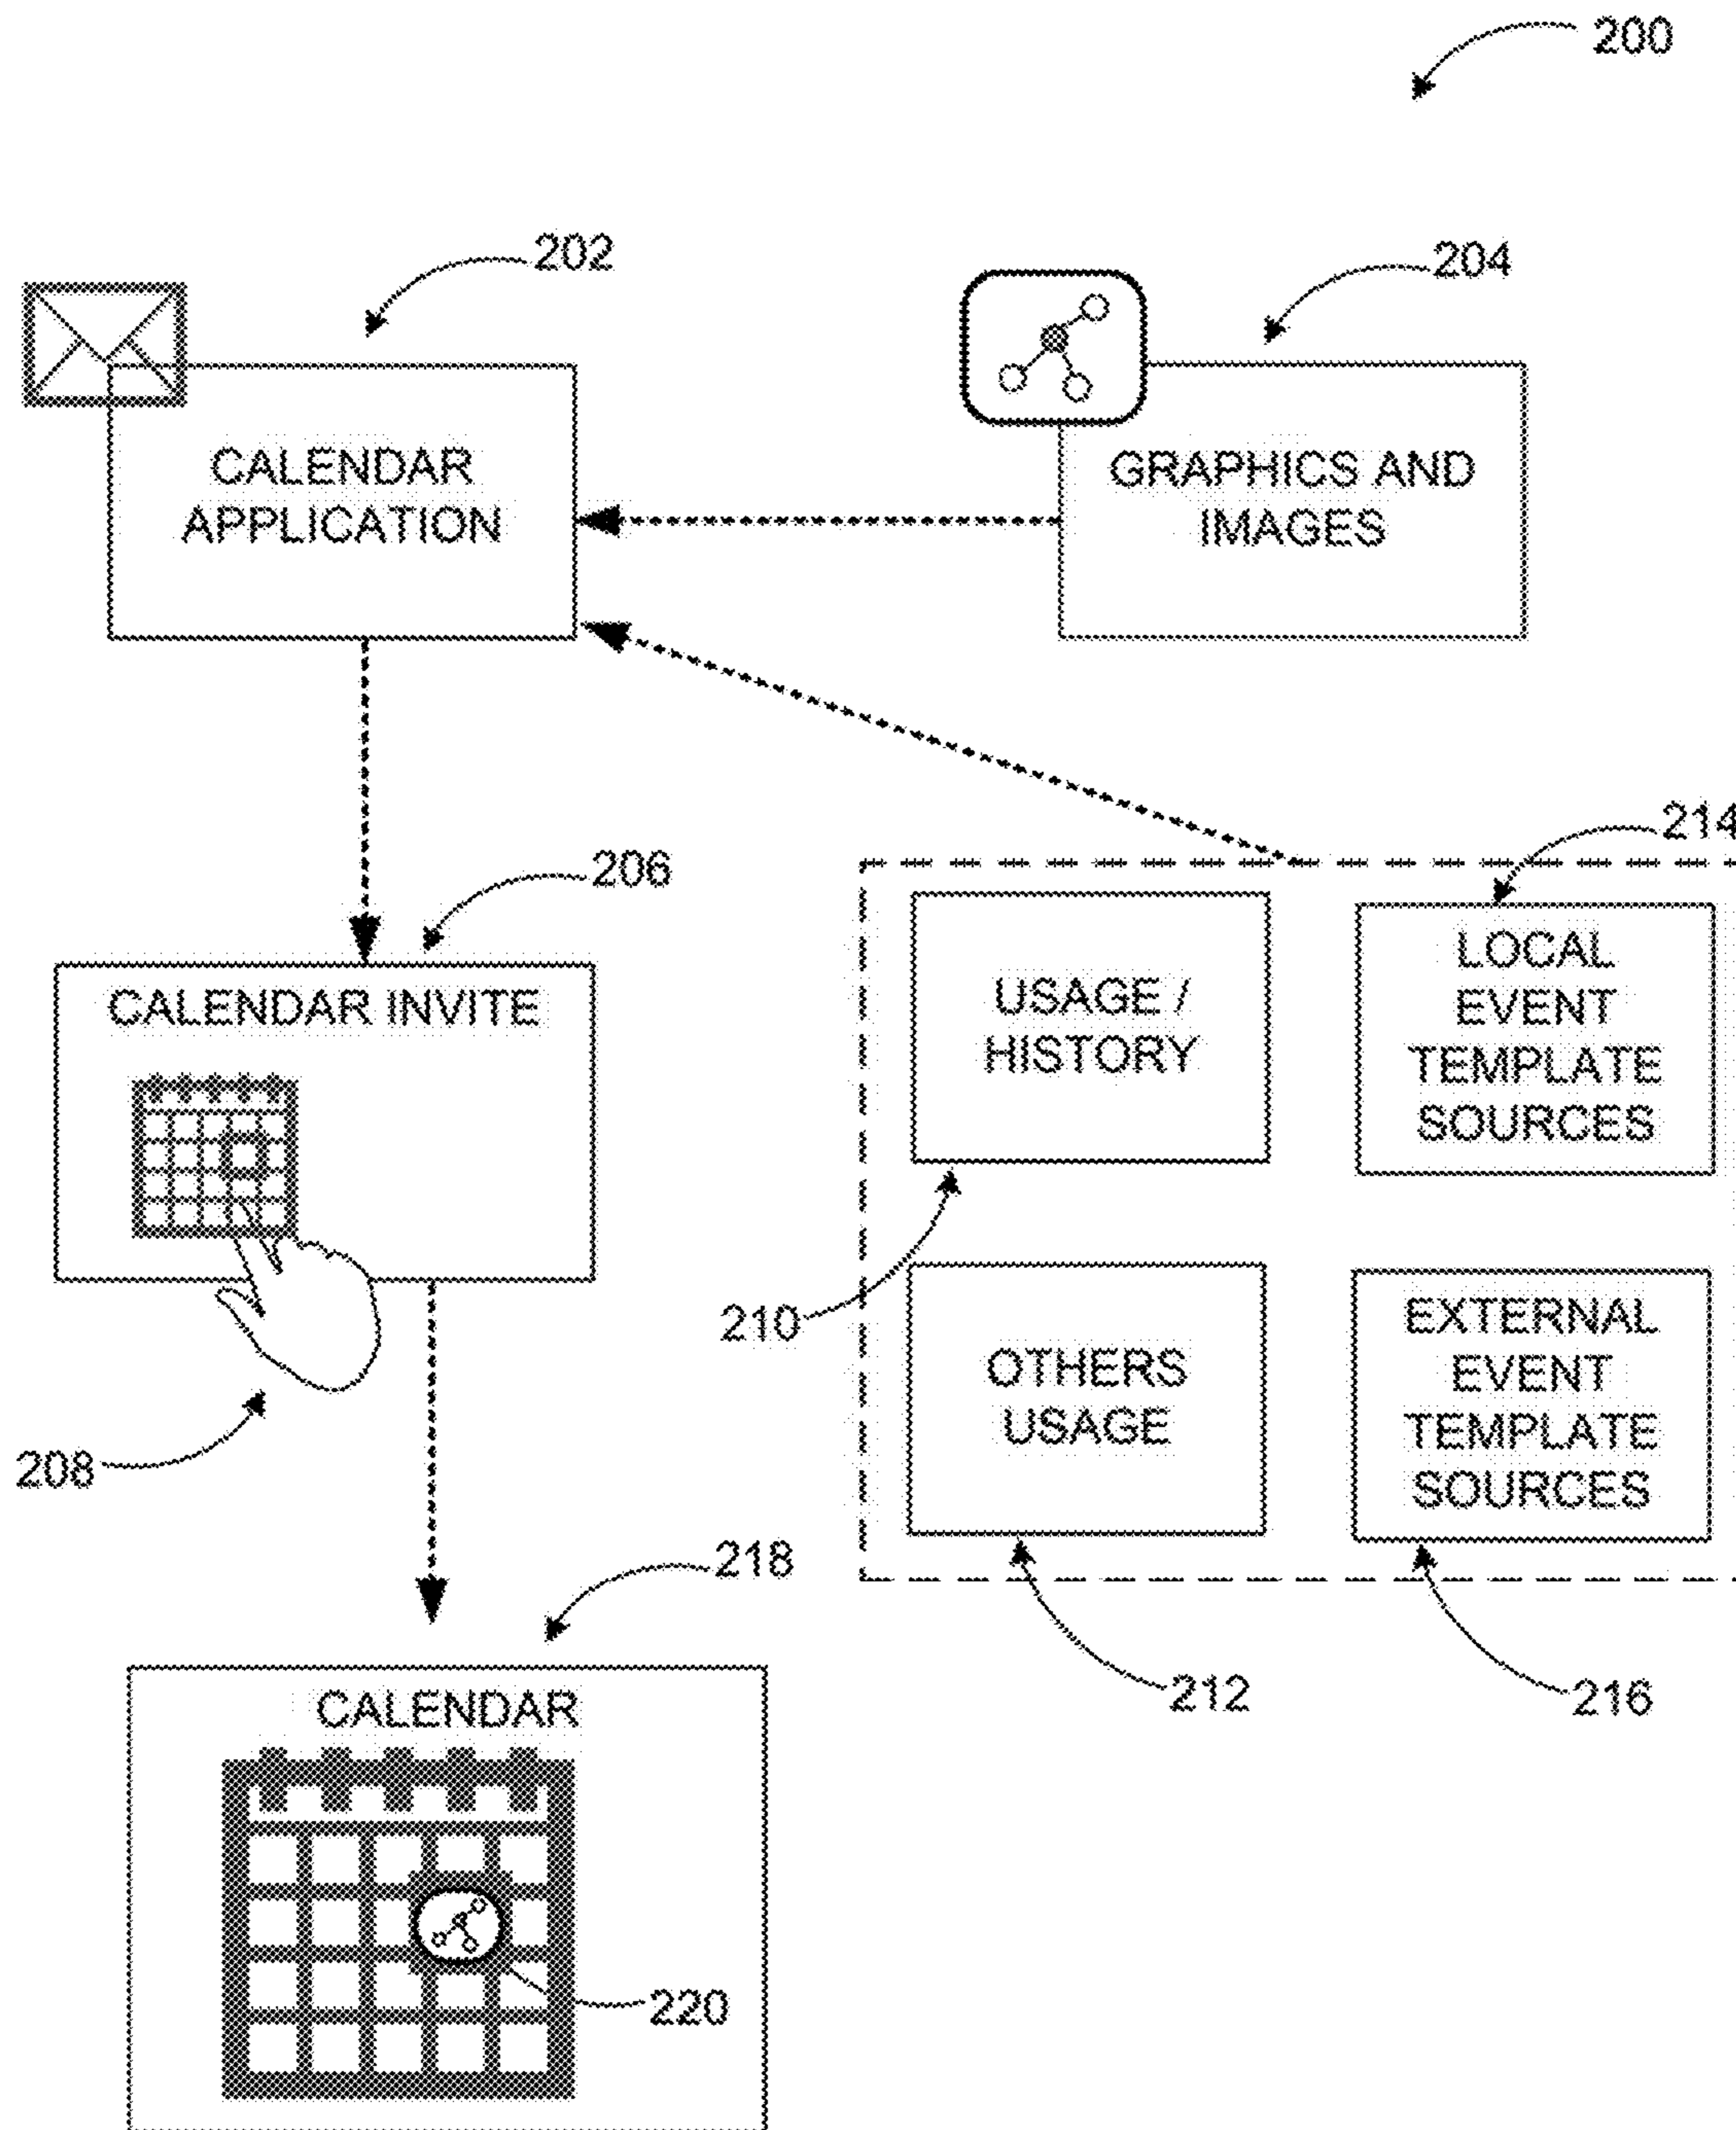 200
202
204
CALENDAR
APPLICATION
GRAPHICS AND
IMAGES
206
214
CALENDAR INVITE
USAGE /
HISTORY
LOCAL
EVENT
TEMPLATE
SOURCES
210
208
OTHERS
USAGE
EXTERNAL
EVENT
TEMPLATE
SOURCES
218
212
216
CALENDAR
220